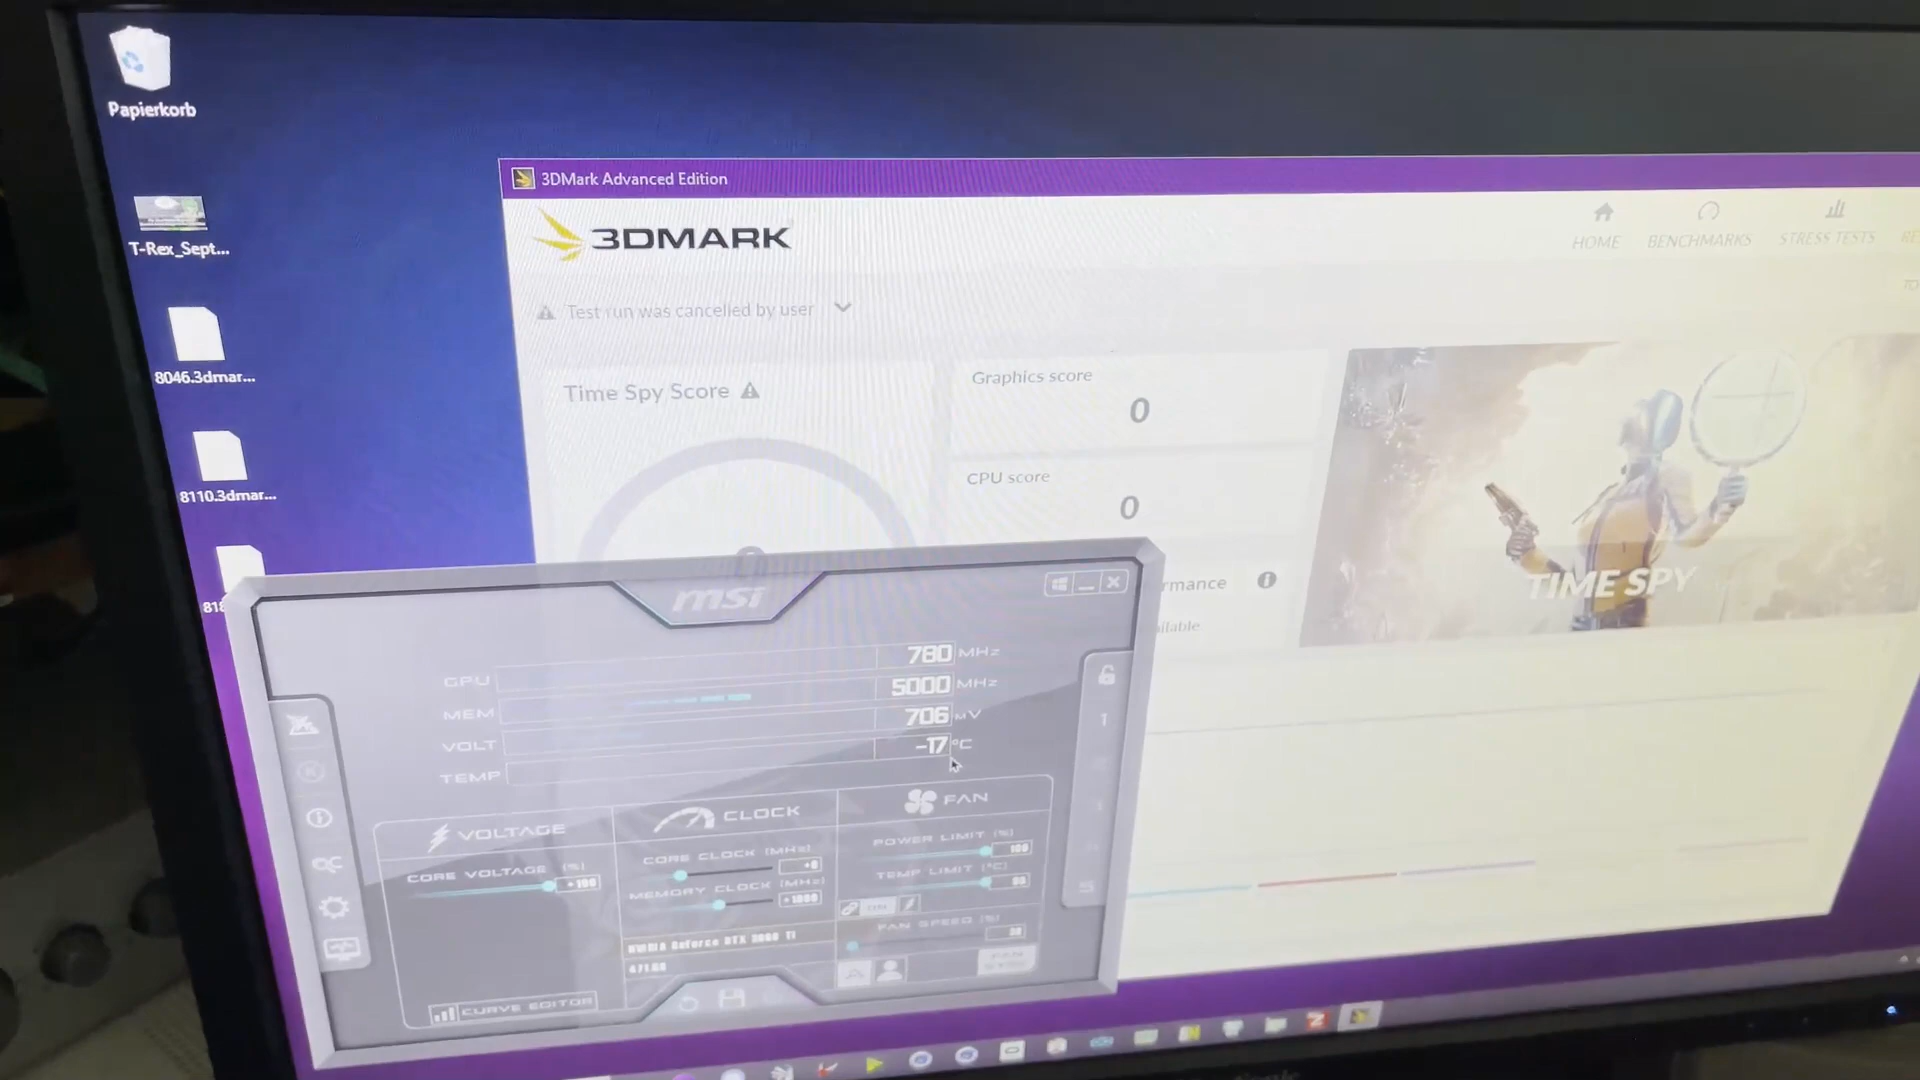 Papierkorb
T-Rex_Sept...
8046.3dmar...
8110.3dmar...
3DMark Advanced Edition
3DMARK
HOME
BENCHMARKS
STRESS TESTS
Test run was cancelled by user
Time Spy Score
Graphics score
0
CPU score
0
rmance
ilable
TIME SPY
msi
GPU 780 MHz
MEM 5000 MHz
VOLT 706 MV
TEMP -17 °C
VOLTAGE
CORE VOLTAGE (%)
+100
CLOCK
CORE CLOCK (MHz)
+0
MEMORY CLOCK (MHz)
+1000
FAN
POWER LIMIT (%)
100
TEMP LIMIT (°C)
FAN SPEED (%)
CURVE EDITOR